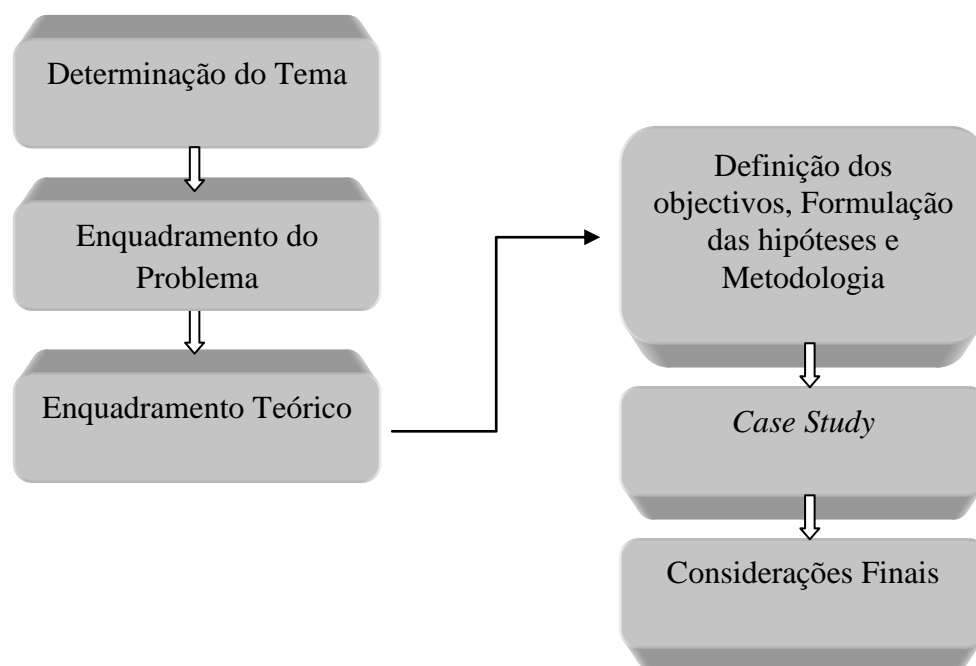 Determinação do Tema
Enquadramento do
Problema
Enquadramento Teórico
Definição dos
objectivos, Formulação
das hipóteses e
Metodologia
Case Study
Considerações Finais